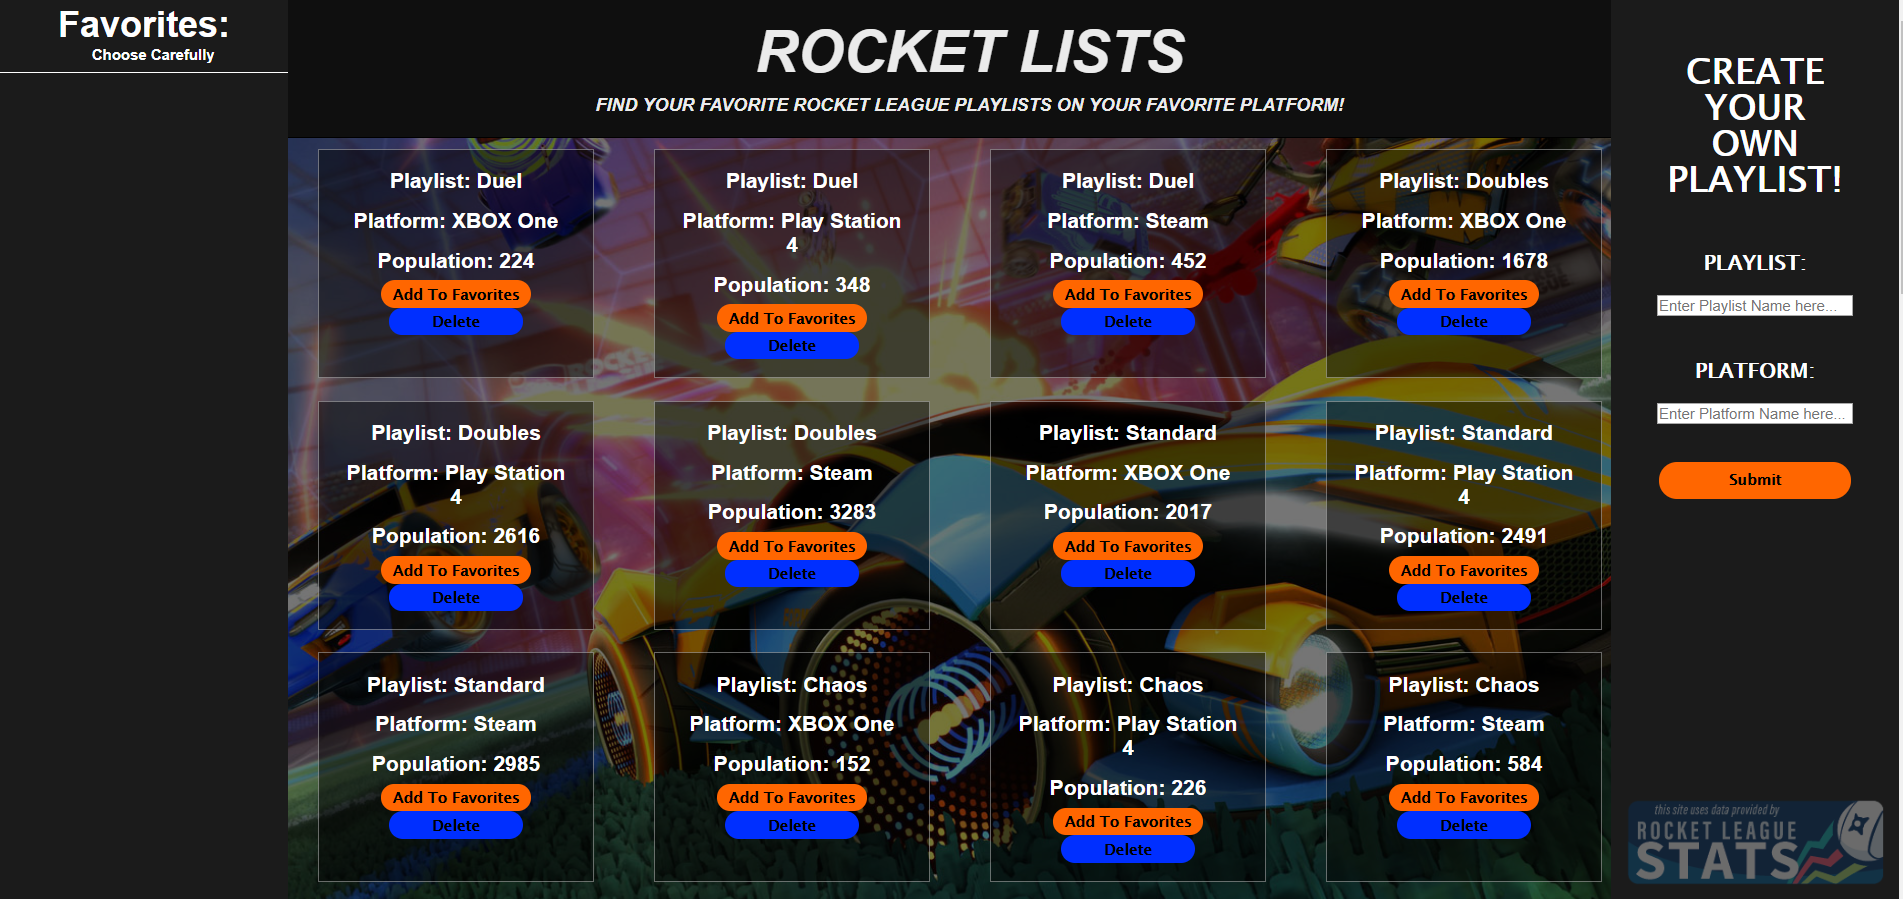 Favorites:
Choose Carefully
ROCKET LISTS
FIND YOUR FAVORITE ROCKET LEAGUE PLAYLISTS ON YOUR FAVORITE PLATFORM!
Playlist: Duel
Platform: XBOX One
Population: 224
Add To Favorites
Delete
Playlist: Duel
Platform: Play Station
4
Population: 348
Add To Favorites
Delete
Playlist: Duel
Platform: Steam
Population: 452
Add To Favorites
Delete
Playlist: Doubles
Platform: XBOX One
Population: 1678
Add To Favorites
Delete
Playlist: Doubles
Platform: Play Station
4
Population: 2616
Add To Favorites
Delete
Playlist: Doubles
Platform: Steam
Population: 3283
Add To Favorites
Delete
Playlist: Standard
Platform: XBOX One
Population: 2017
Add To Favorites
Delete
Playlist: Standard
Platform: Play Station
4
Population: 2491
Add To Favorites
Delete
Playlist: Standard
Platform: Steam
Population: 2985
Add To Favorites
Delete
Playlist: Chaos
Platform: XBOX One
Population: 152
Add To Favorites
Delete
Playlist: Chaos
Platform: Play Station
4
Population: 226
Add To Favorites
Delete
Playlist: Chaos
Platform: Steam
Population: 584
Add To Favorites
Delete
CREATE
YOUR
OWN
PLAYLIST!
PLAYLIST:
Enter Playlist Name here...
PLATFORM:
Enter Platform Name here...
Submit
this site uses data provided by
ROCKET LEAGUE
STATS